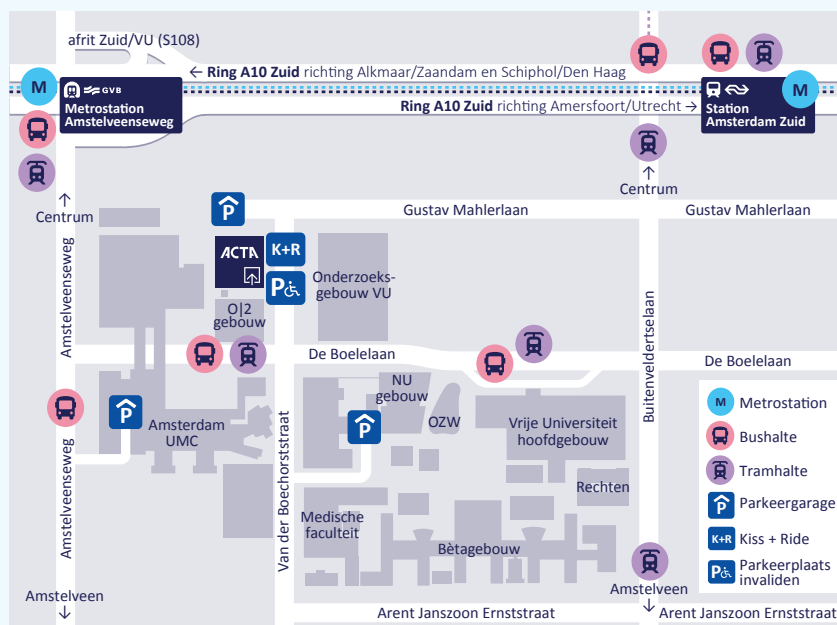 afrit Zuid/VU (S108)
← Ring A10 Zuid richting Alkmaar/Zaandam en Schiphol/Den Haag
M
GVB
Metrostation
Amstelveenseweg
M
Station
Amsterdam Zuid
Ring A10 Zuid richting Amersfoort/Utrecht →
↑
Centrum
↑
Centrum
P
Gustav Mahlerlaan
Gustav Mahlerlaan
ACTA
K+R
P
Onderzoeks-
gebouw VU
O|2
gebouw
Amstelveenseweg
De Boelelaan
De Boelelaan
Buitenveldertselaan
NU
gebouw
OZW
P
P
Amsterdam
UMC
Vrije Universiteit
hoofdgebouw
Rechten
Van der Boechorststraat
Medische
faculteit
Bètagebouw
Amstelveenseweg
Amstelveen
↓
Amstelveen
↓
Arent Janszoon Ernststraat
Arent Janszoon Ernststraat
M Metrostation
Bushalte
Tramhalte
P Parkeergarage
K+R Kiss + Ride
P Parkeerplaats
invaliden